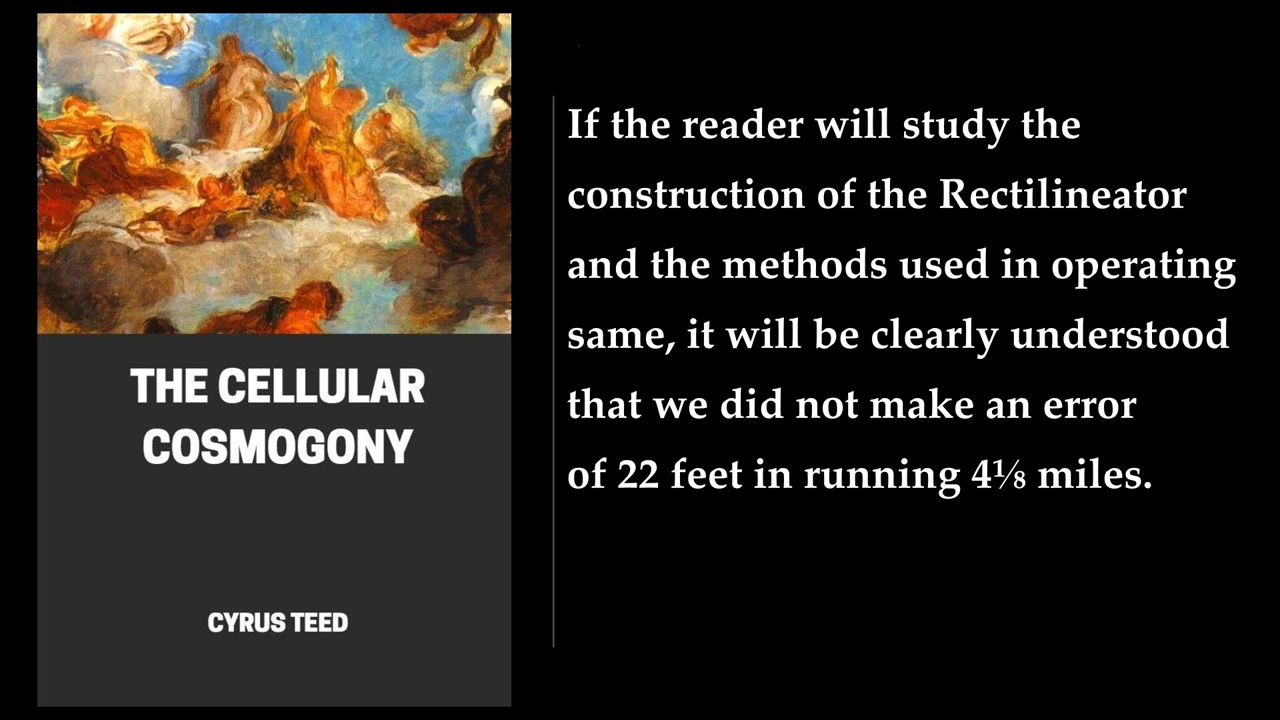 THE CELLULAR
COSMOGONY
CYRUS TEED
If the reader will study the
construction of the Rectilineator
and the methods used in operating
same, it will be clearly understood
that we did not make an error
of 22 feet in running 4⅛ miles.